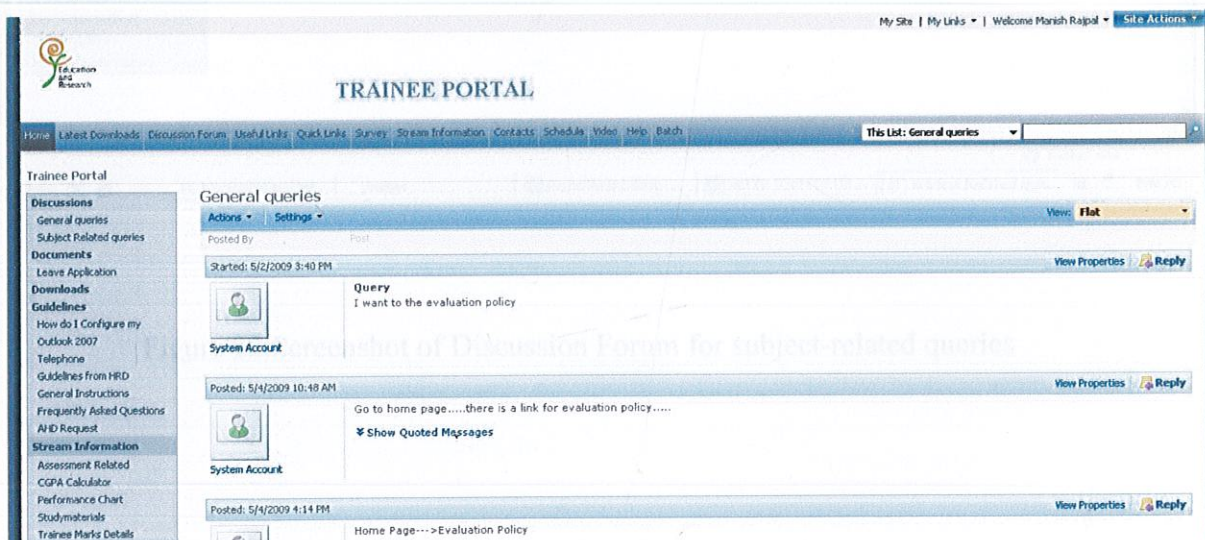 My Site | My Links | Welcome Manish Rajpal Site Actions
Education
And
Research
TRAINEE PORTAL
Home Latest Downloads Discussion Forum Useful Links Quick Links Survey Stream Information Contacts Schedule Video Help Batch This List: General queries
Trainee Portal
Discussions
General queries
Subject Related queries
Documents
Leave Application
Downloads
Guidelines
How do I Configure my
Outlook 2007
Telephone
Guidelines from HRD
General Instructions
Frequently Asked Questions
AHD Request
Stream Information
Assessment Related
CGPA Calculator
Performance Chart
Studymaterials
Trainee Marks Details
General queries
Actions Settings View: Flat
Posted By Post
Started: 5/2/2009 3:40 PM View Properties Reply
Query
I want to the evaluation policy
System Account
Screenshot of Discussion Forum for subject-related queries
Posted: 5/4/2009 10:48 AM View Properties Reply
Go to home page.....there is a link for evaluation policy.....
Show Quoted Messages
System Account
Posted: 5/4/2009 4:14 PM View Properties Reply
Home Page--->Evaluation Policy